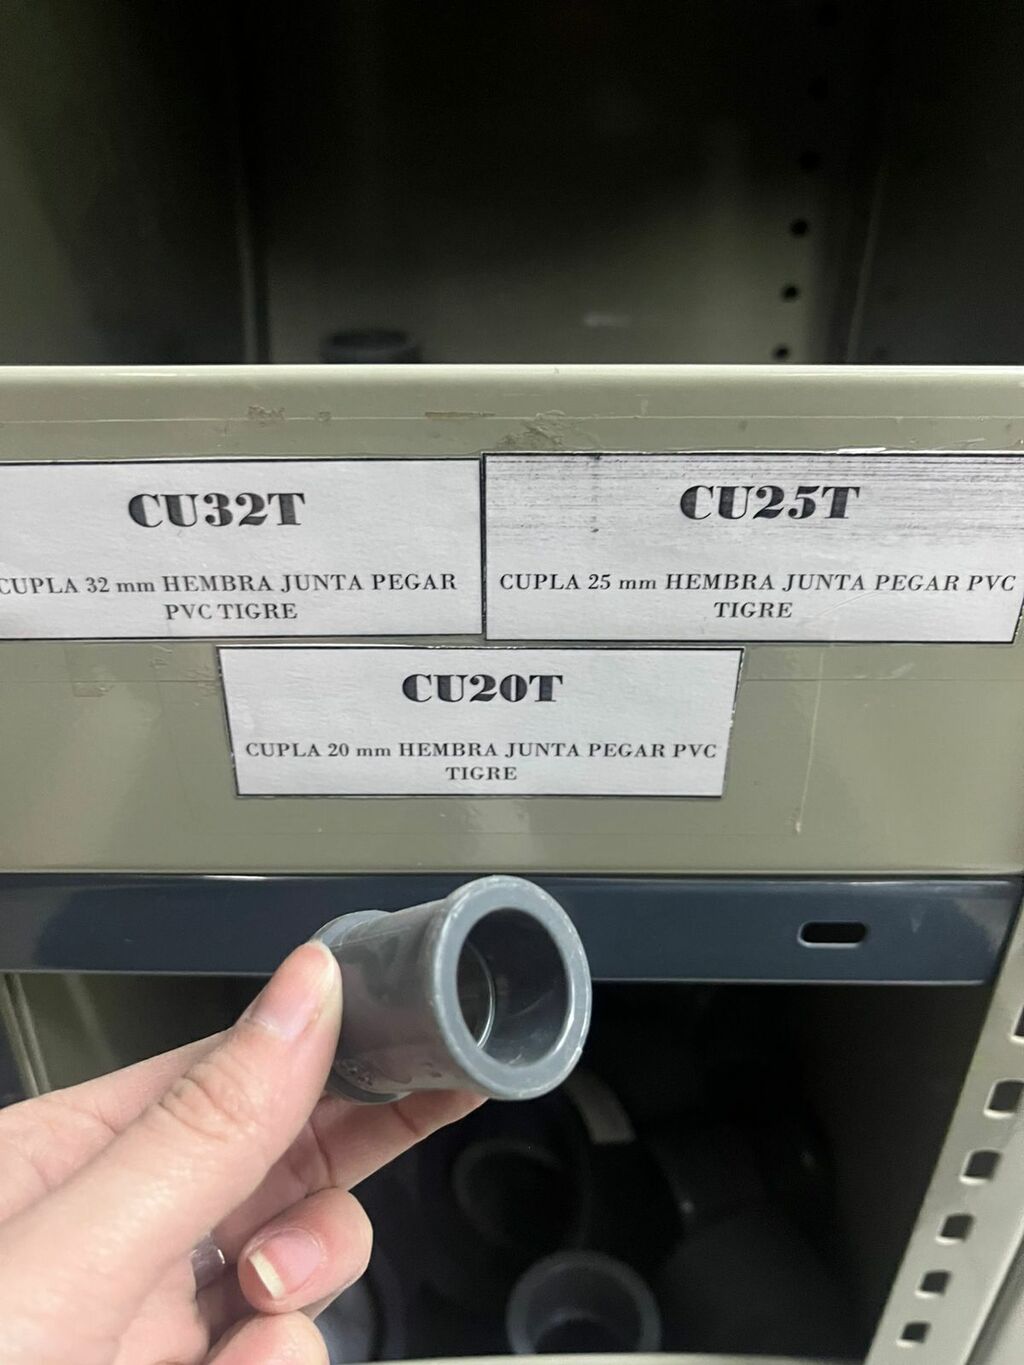 CU32T
CUPLA 32 mm HEMBRA JUNTA PEGAR
PVC TIGRE
CU25T
CUPLA 25 mm HEMBRA JUNTA PEGAR PVC
TIGRE
CU20T
CUPLA 20 mm HEMBRA JUNTA PEGAR PVC
TIGRE